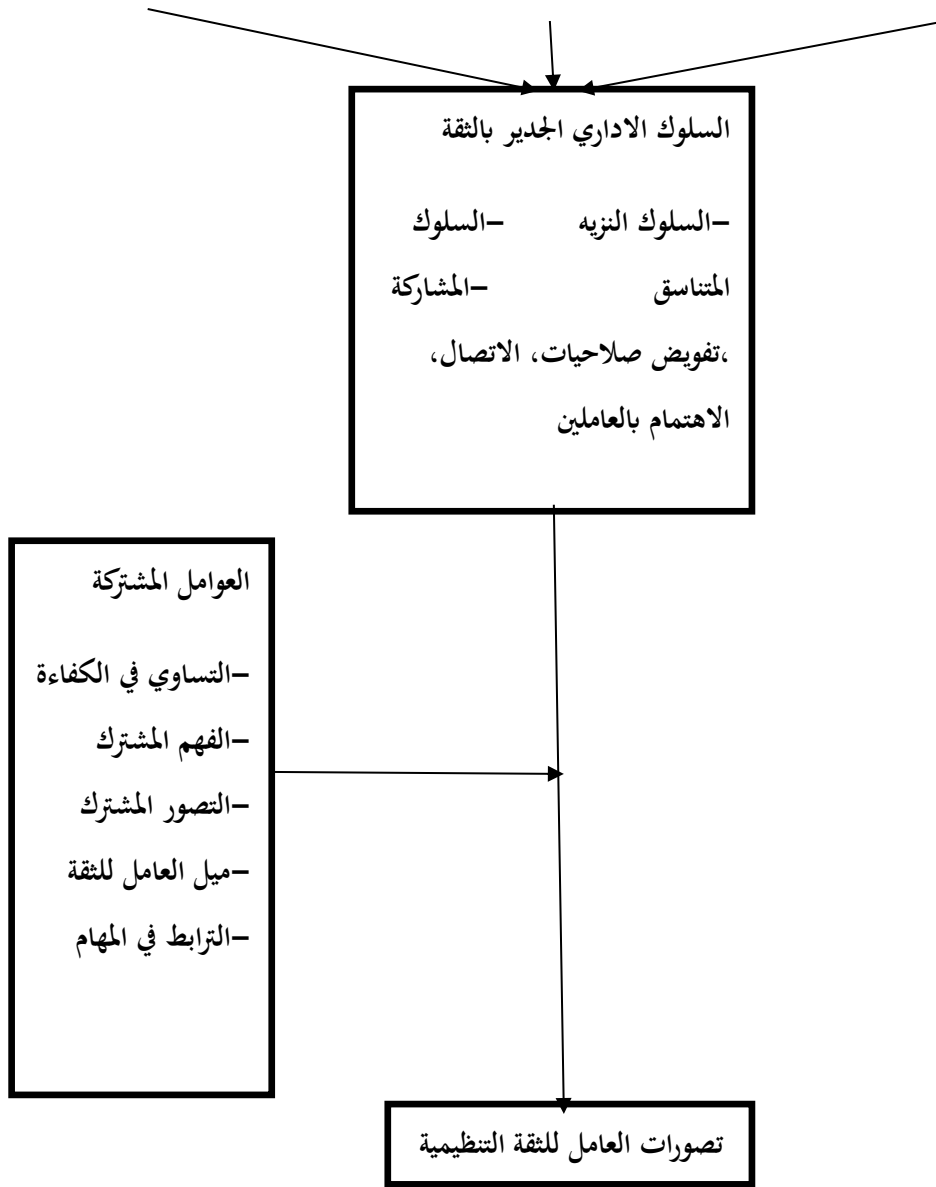 السلوك الاداري الجدير بالثقة
–السلوك النزيه –السلوك
المتناسق –المشاركة
،تفويض صلاحيات، الاتصال،
الاهتمام بالعاملين
العوامل المشتركة
–التساوي في الكفاءة
–الفهم المشترك
–التصور المشترك
–ميل العامل للثقة
–الترابط في المهام
تصورات العامل للثقة التنظيمية